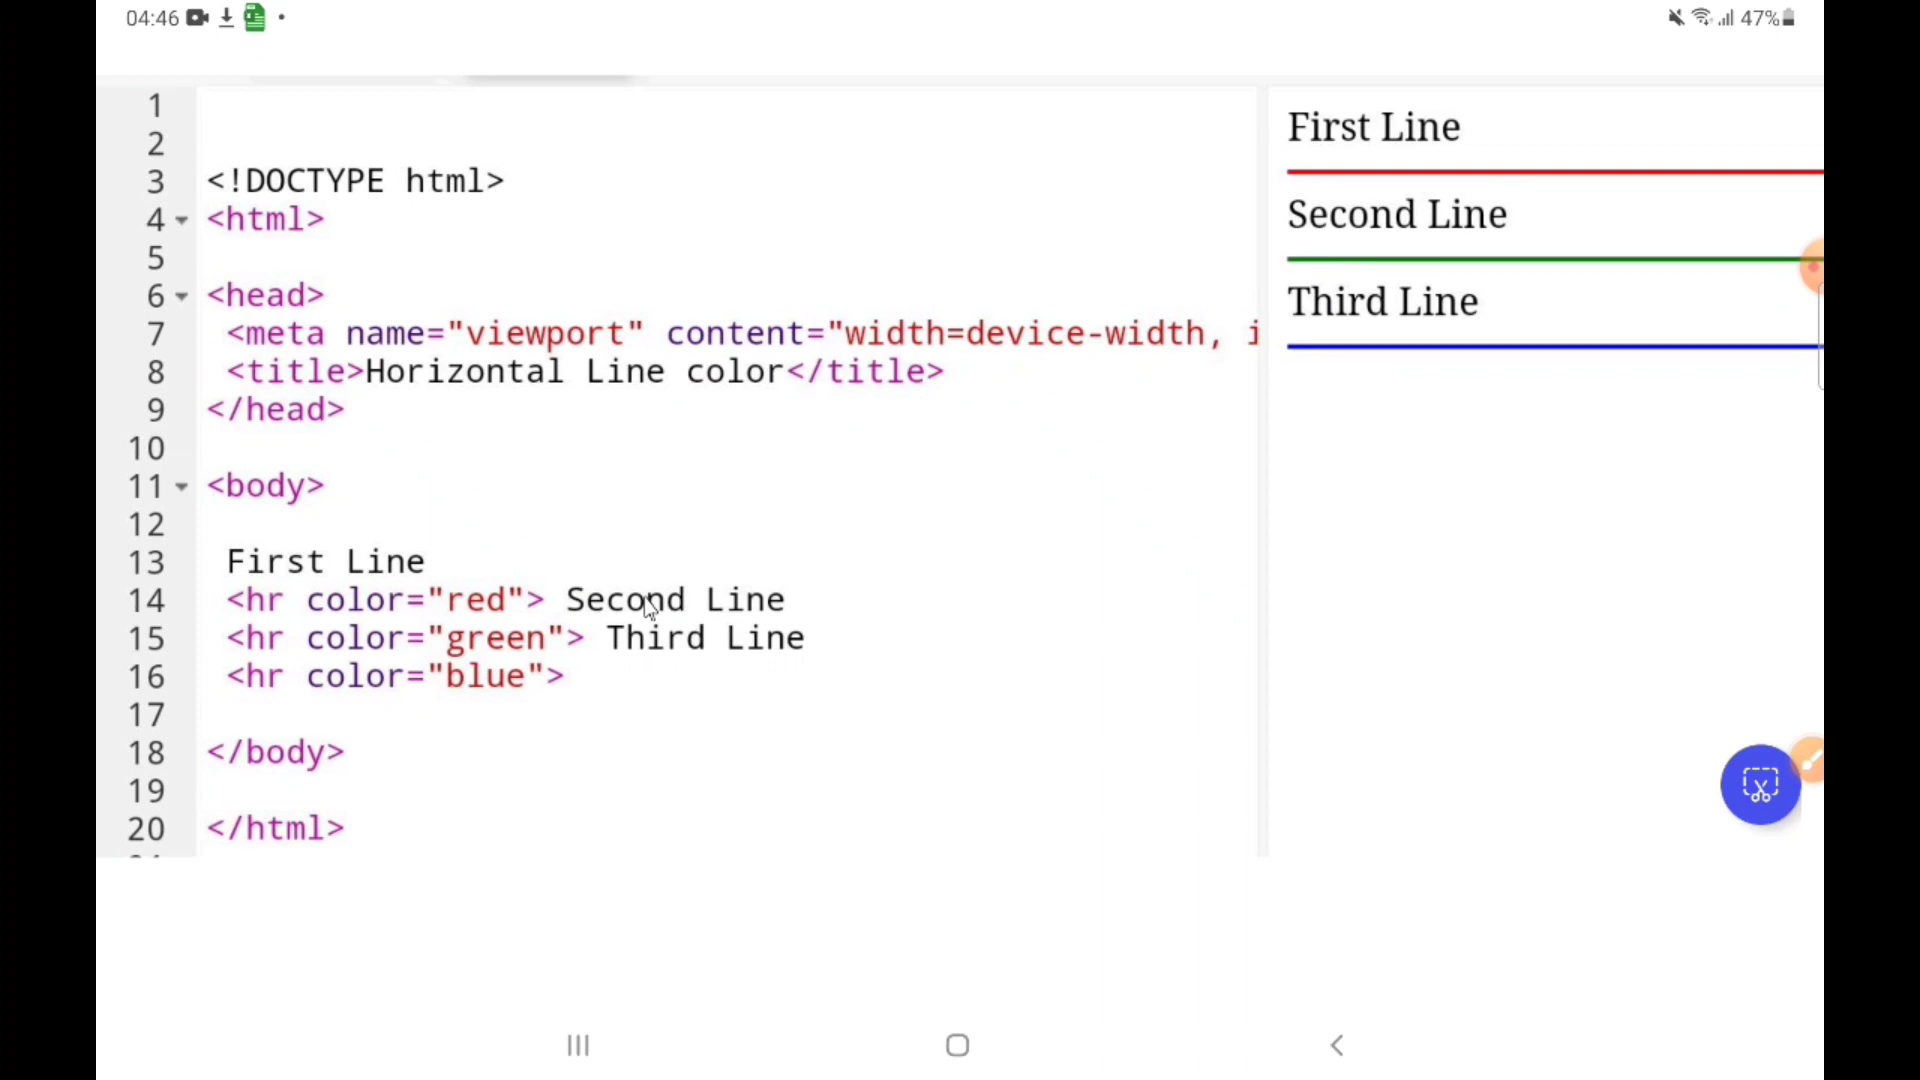 04:46
47%
1
2
3 <!DOCTYPE html>
4 <html>
5
6 <head>
7 <meta name="viewport" content="width=device-width, i
8 <title>Horizontal Line color</title>
9 </head>
10
11 <body>
12
13 First Line
14 <hr color="red"> Second Line
15 <hr color="green"> Third Line
16 <hr color="blue">
17
18 </body>
19
20 </html>
First Line
Second Line
Third Line